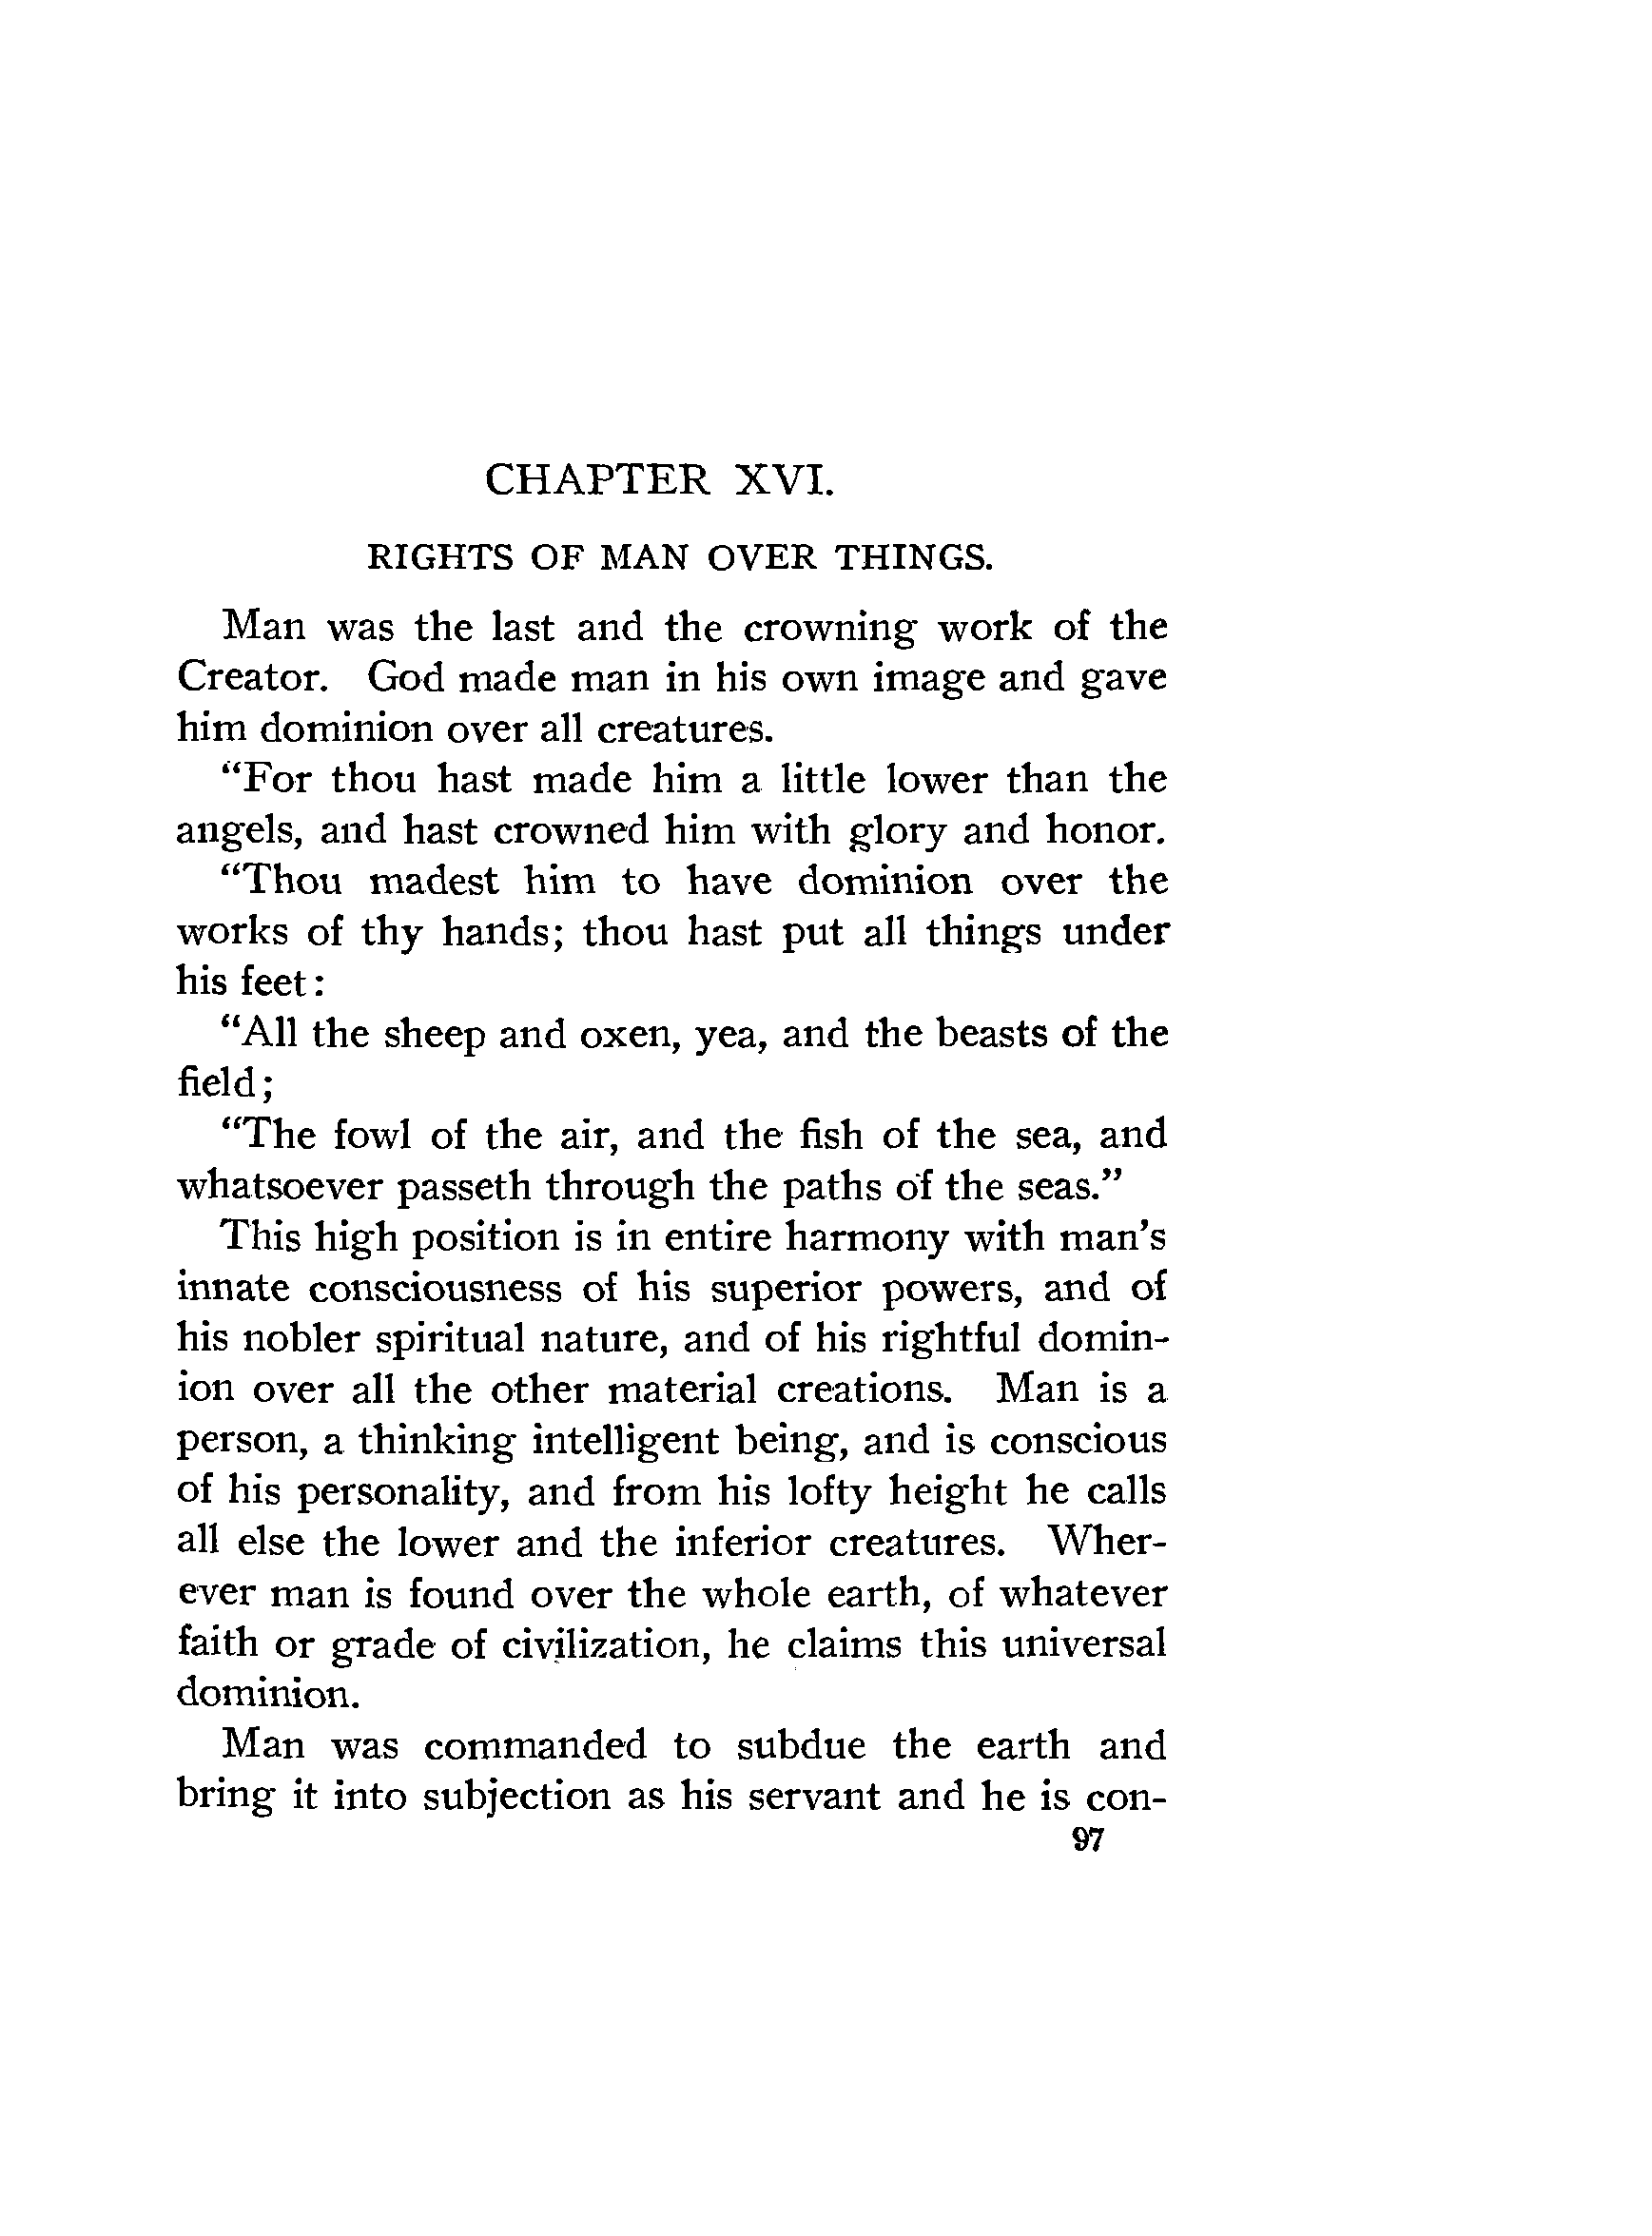 CHAPTER XVI.
RIGHTS OF MAN OVER THINGS.
Man was the last and the crowning work of the
Creator. God made man in his own image and gave
him dominion over all creatures.
“For thou hast made him a little lower than the
angels, and hast crowned him with glory and honor.
“Thou madest him to have dominion over the
works of thy hands; thou hast put all things under
his feet:
“All the sheep and oxen, yea, and the beasts of the
field;
“The fowl of the air, and the fish of the sea, and
whatsoever passeth through the paths of the seas.”
This high position is in entire harmony with man’s
innate consciousness of his superior powers, and of
his nobler spiritual nature, and of his rightful domin-
ion over all the other material creations. Man is a
person, a thinking intelligent being, and is conscious
of his personality, and from his lofty height he calls
all else the lower and the inferior creatures. Wher-
ever man is found over the whole earth, of whatever
faith or grade of civilization, he claims this universal
dominion.
Man was commanded to subdue the earth and
bring it into subjection as his servant and he is con-
97